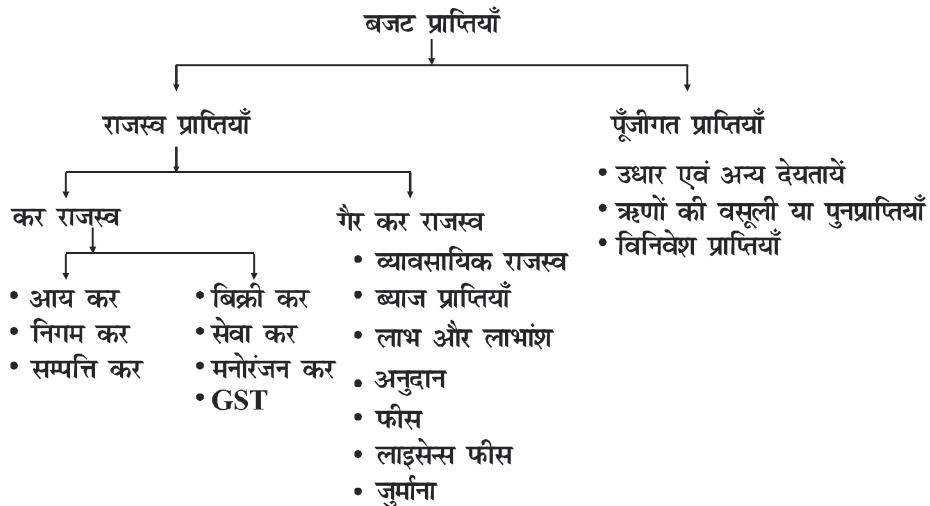 बजट प्राप्तियाँ
राजस्व प्राप्तियाँ
पूँजीगत प्राप्तियाँ
• उधार एवं अन्य देयतायें
• ऋणों की वसूली या पुनप्राप्तियाँ
• विनिवेश प्राप्तियाँ
कर राजस्व
• आय कर
• निगम कर
• सम्पत्ति कर
• बिक्री कर
• सेवा कर
• मनोरंजन कर
• GST
गैर कर राजस्व
• व्यावसायिक राजस्व
• ब्याज प्राप्तियाँ
• लाभ और लाभांश
• अनुदान
• फीस
• लाइसेन्स फीस
• जुर्माना